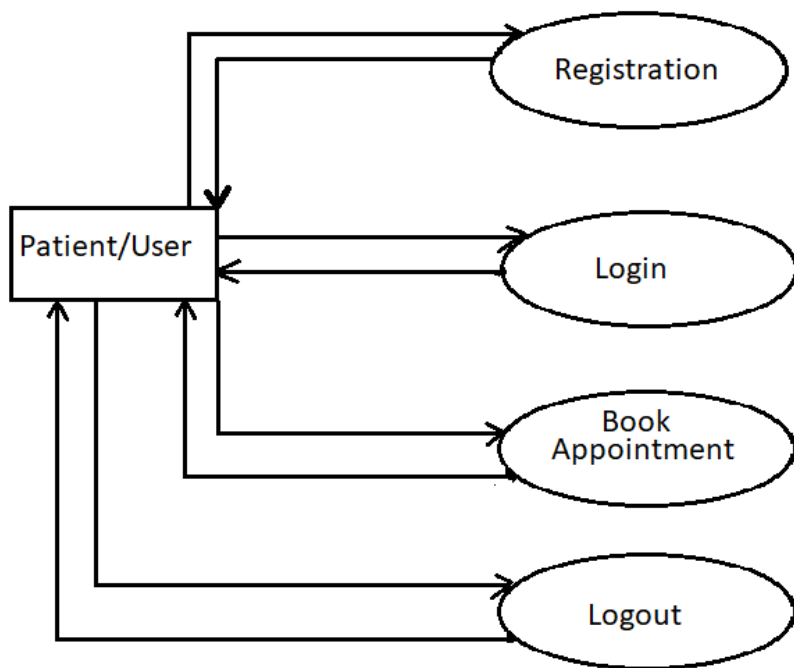 Registration
Patient/User
Login
Book
Appointment
Logout